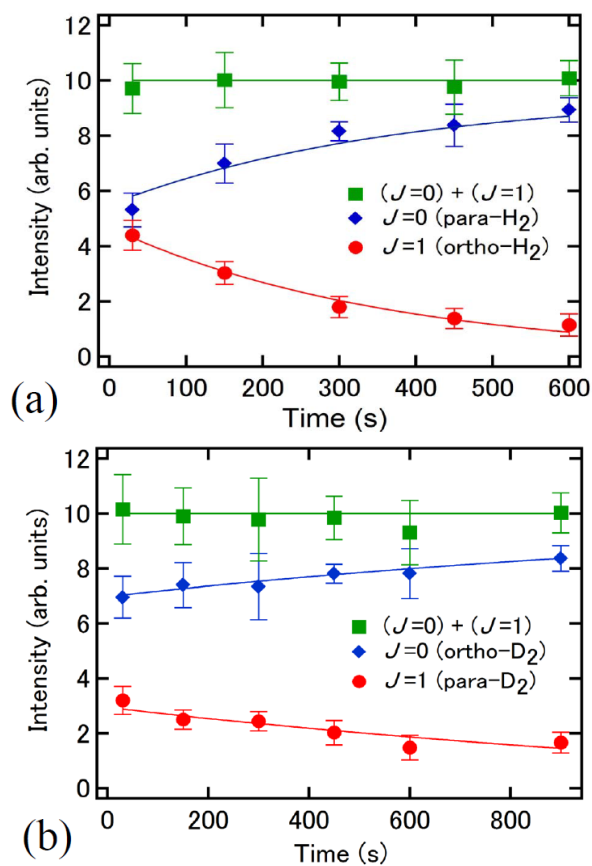 12
10
8
6
4
2
0
Intensity (arb. units)
(J=0) + (J=1)
J=0 (para-H2)
J=1 (ortho-H2)
0 100 200 300 400 500 600
(a)
Time (s)
12
10
8
6
4
2
0
Intensity (arb. units)
(J=0) + (J=1)
J=0 (ortho-D2)
J=1 (para-D2)
0 200 400 600 800
(b)
Time (s)